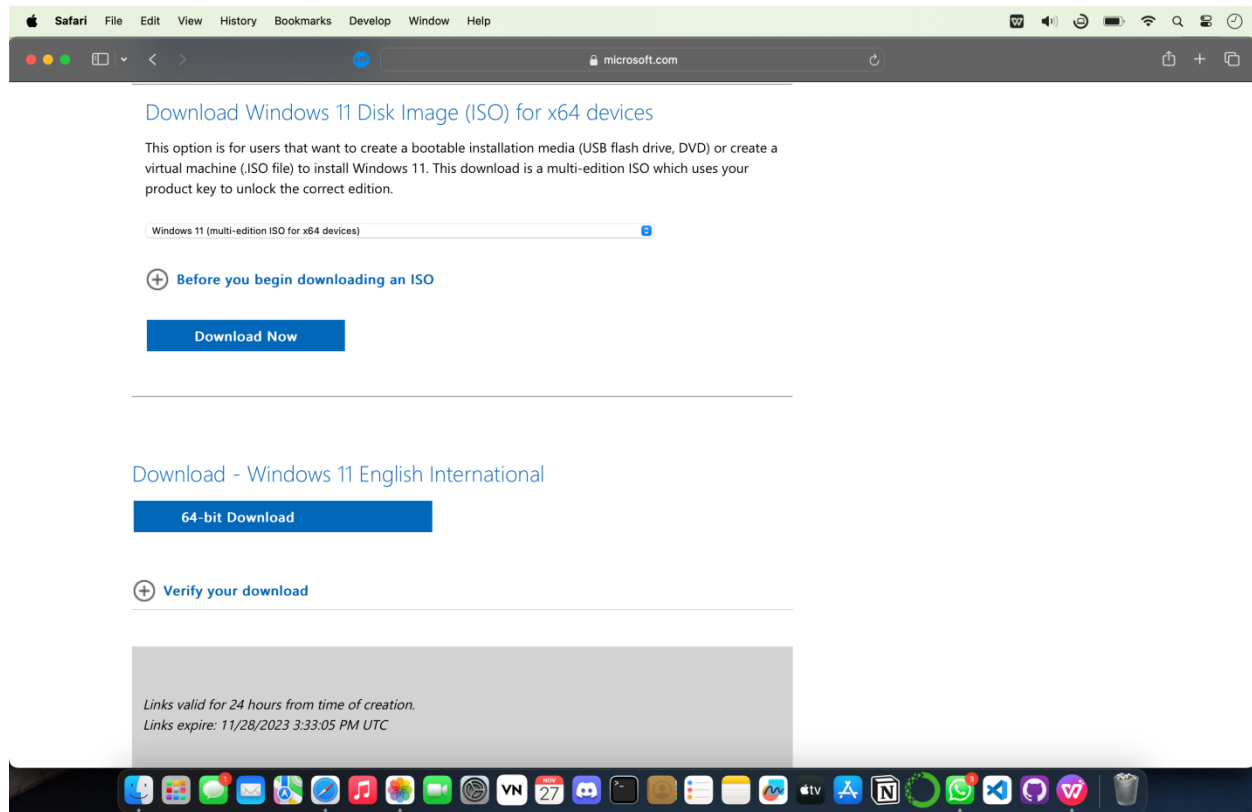 Safari File Edit View History Bookmarks Develop Window Help
microsoft.com
Download Windows 11 Disk Image (ISO) for x64 devices
This option is for users that want to create a bootable installation media (USB flash drive, DVD) or create a
virtual machine (.ISO file) to install Windows 11. This download is a multi-edition ISO which uses your
product key to unlock the correct edition.
Windows 11 (multi-edition ISO for x64 devices)
Before you begin downloading an ISO
Download Now
Download - Windows 11 English International
64-bit Download
Verify your download
Links valid for 24 hours from time of creation.
Links expire: 11/28/2023 3:33:05 PM UTC
1 VN NOV 27 tv 3